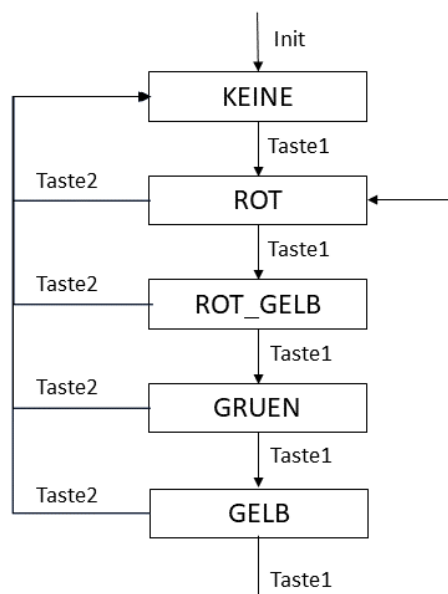 Init
KEINE
Taste1
Taste2
ROT
Taste1
Taste2
ROT_GELB
Taste1
Taste2
GRUEN
Taste1
Taste2
GELB
Taste1